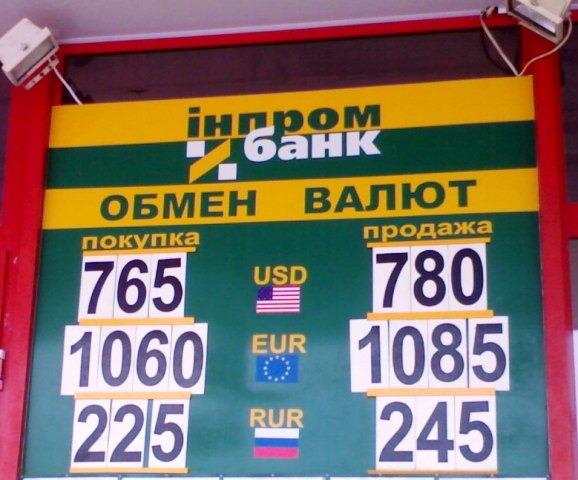 інпром
банк
ОБМЕН ВАЛЮТ
покупка продажа
765 USD 780
1060 EUR 1085
225 RUR 245